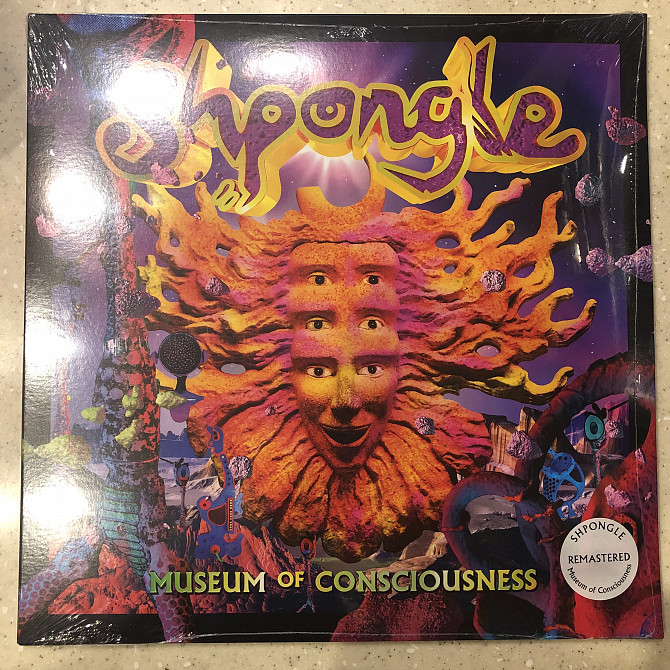 Shpongle
MUSEUM OF CONSCIOUSNESS
SHPONGLE
REMASTERED
Museum of Consciousness